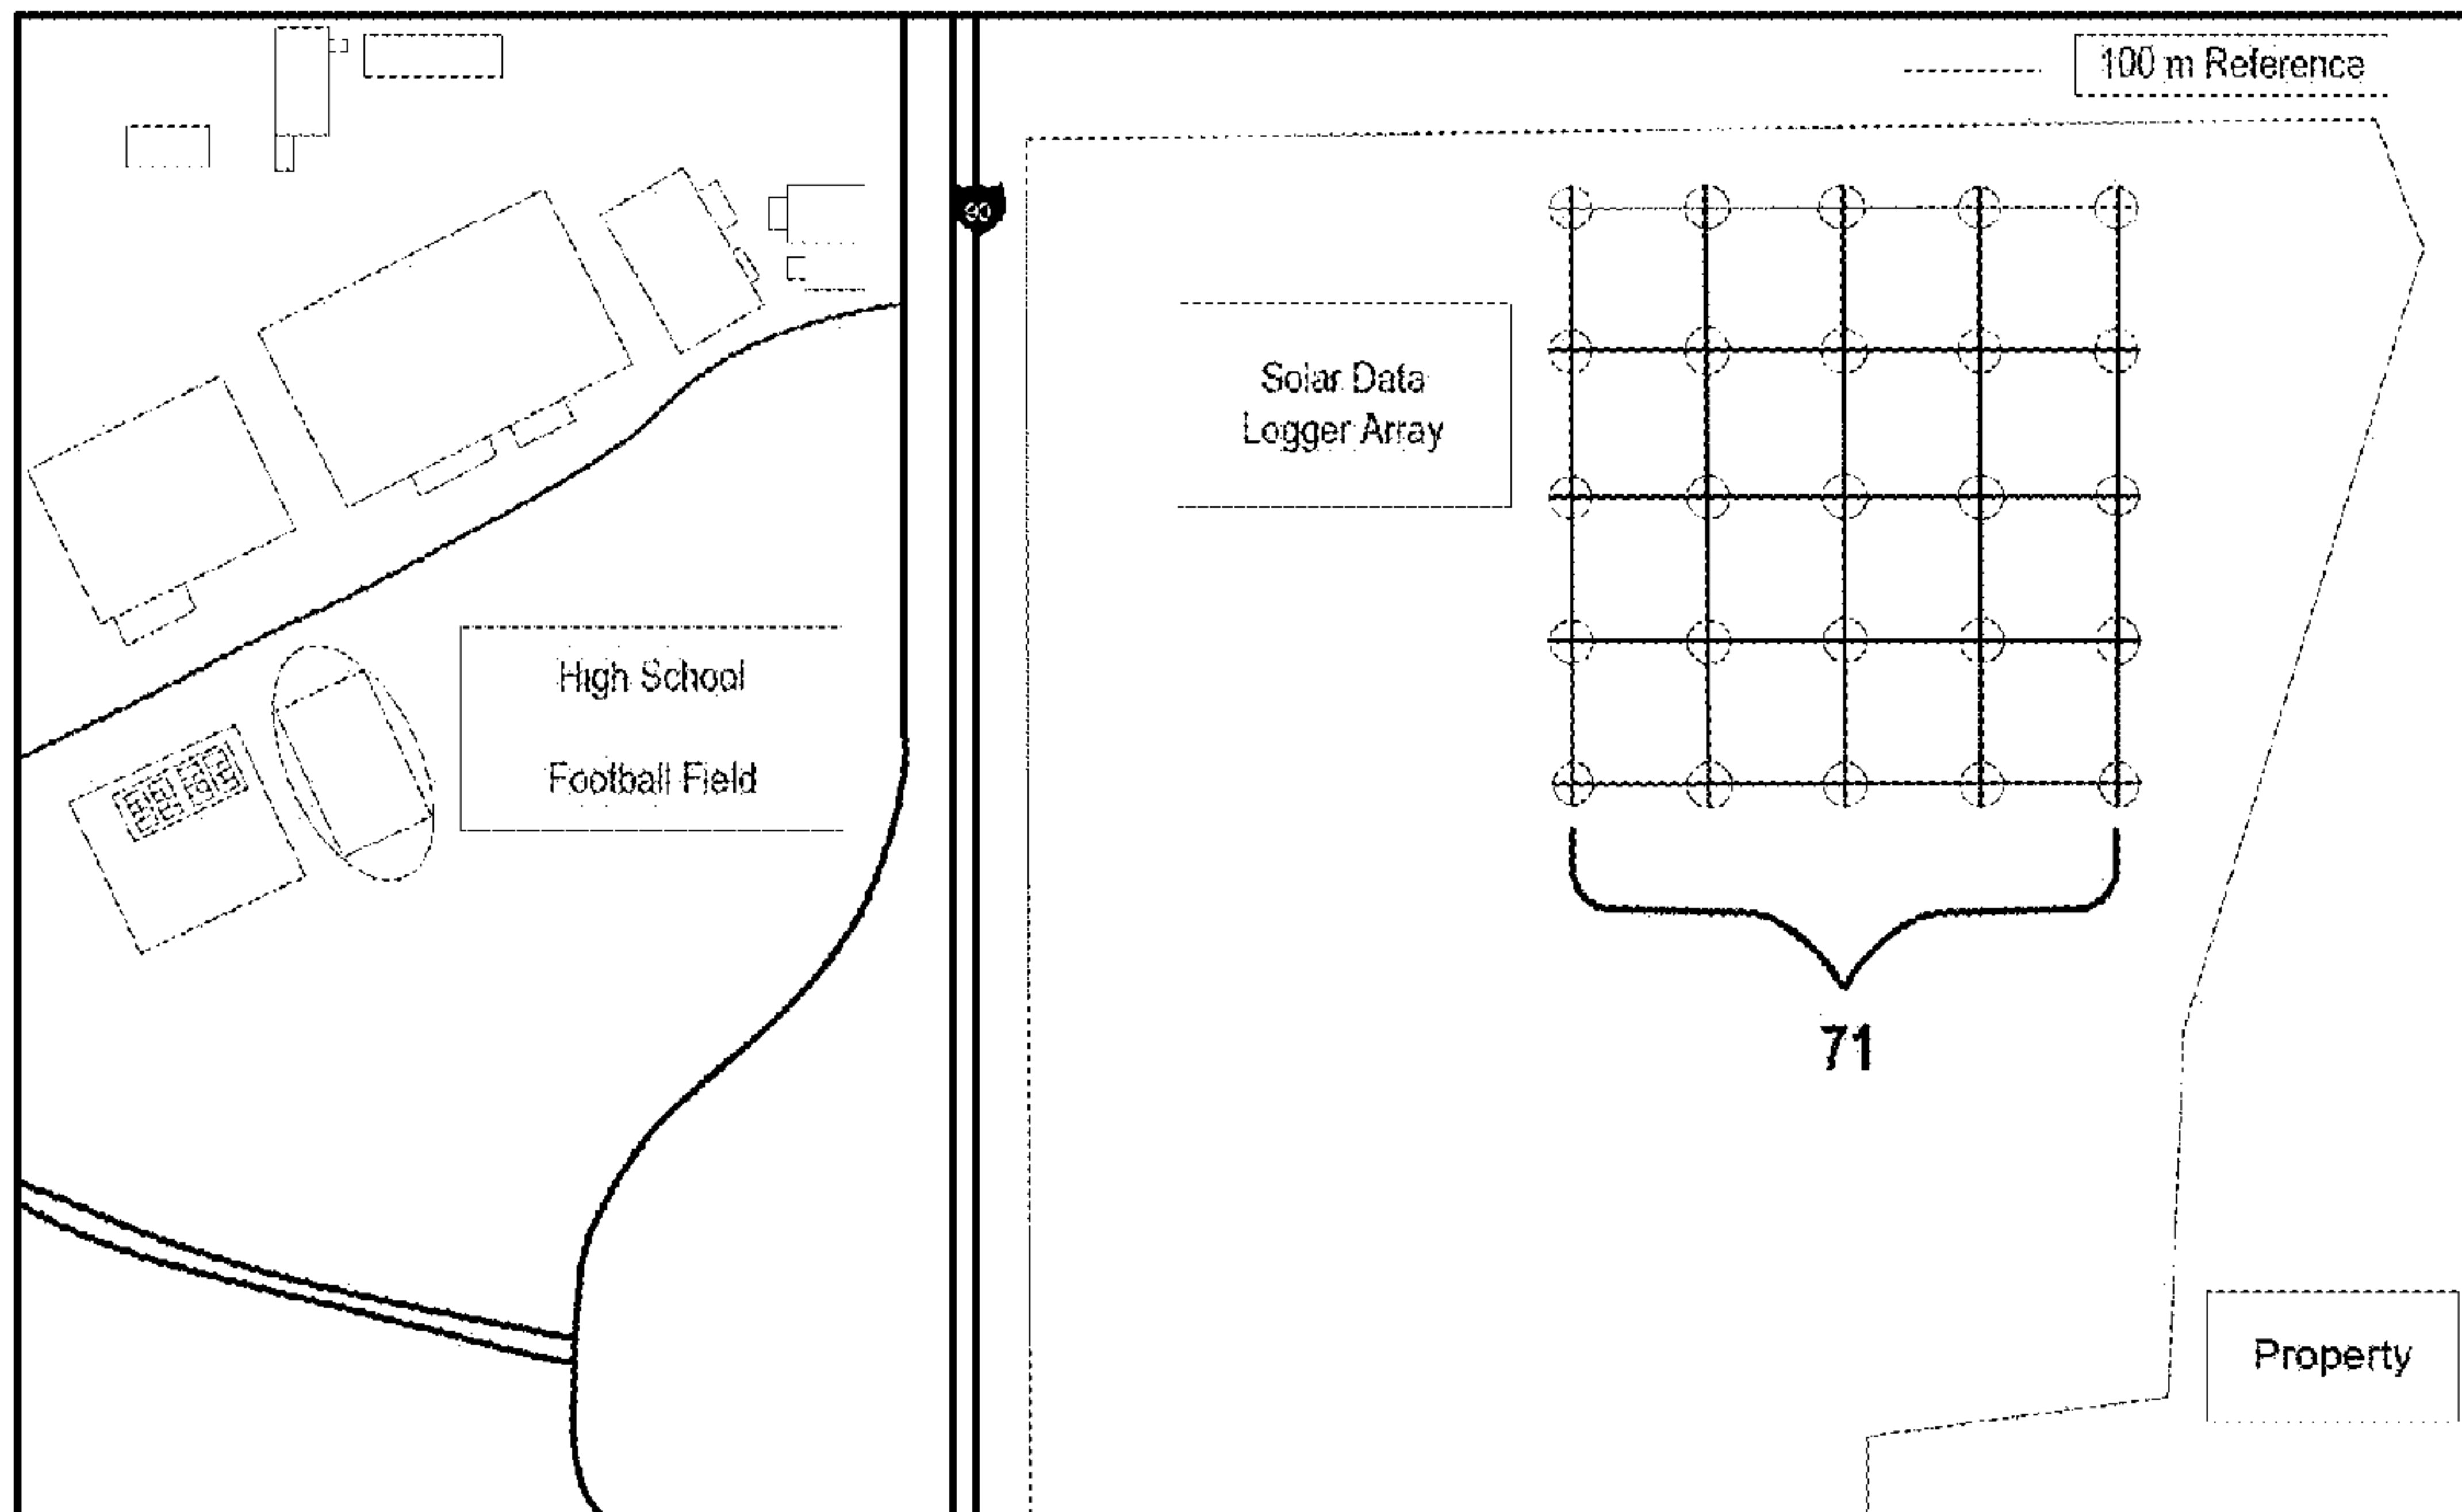 100 m Reference
90
Solar Data
Logger Array
High School
Football Field
71
Property